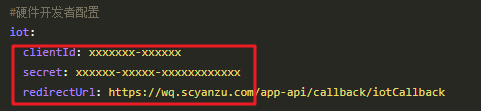 #硬件开发者配置
iot:
clientId: xxxxxxx-xxxxxx
secret: xxxxxx-xxxxx-xxxxxxxxxxxx
redirectUrl: https://wq.scyanzu.com/app-api/callback/iotCallback